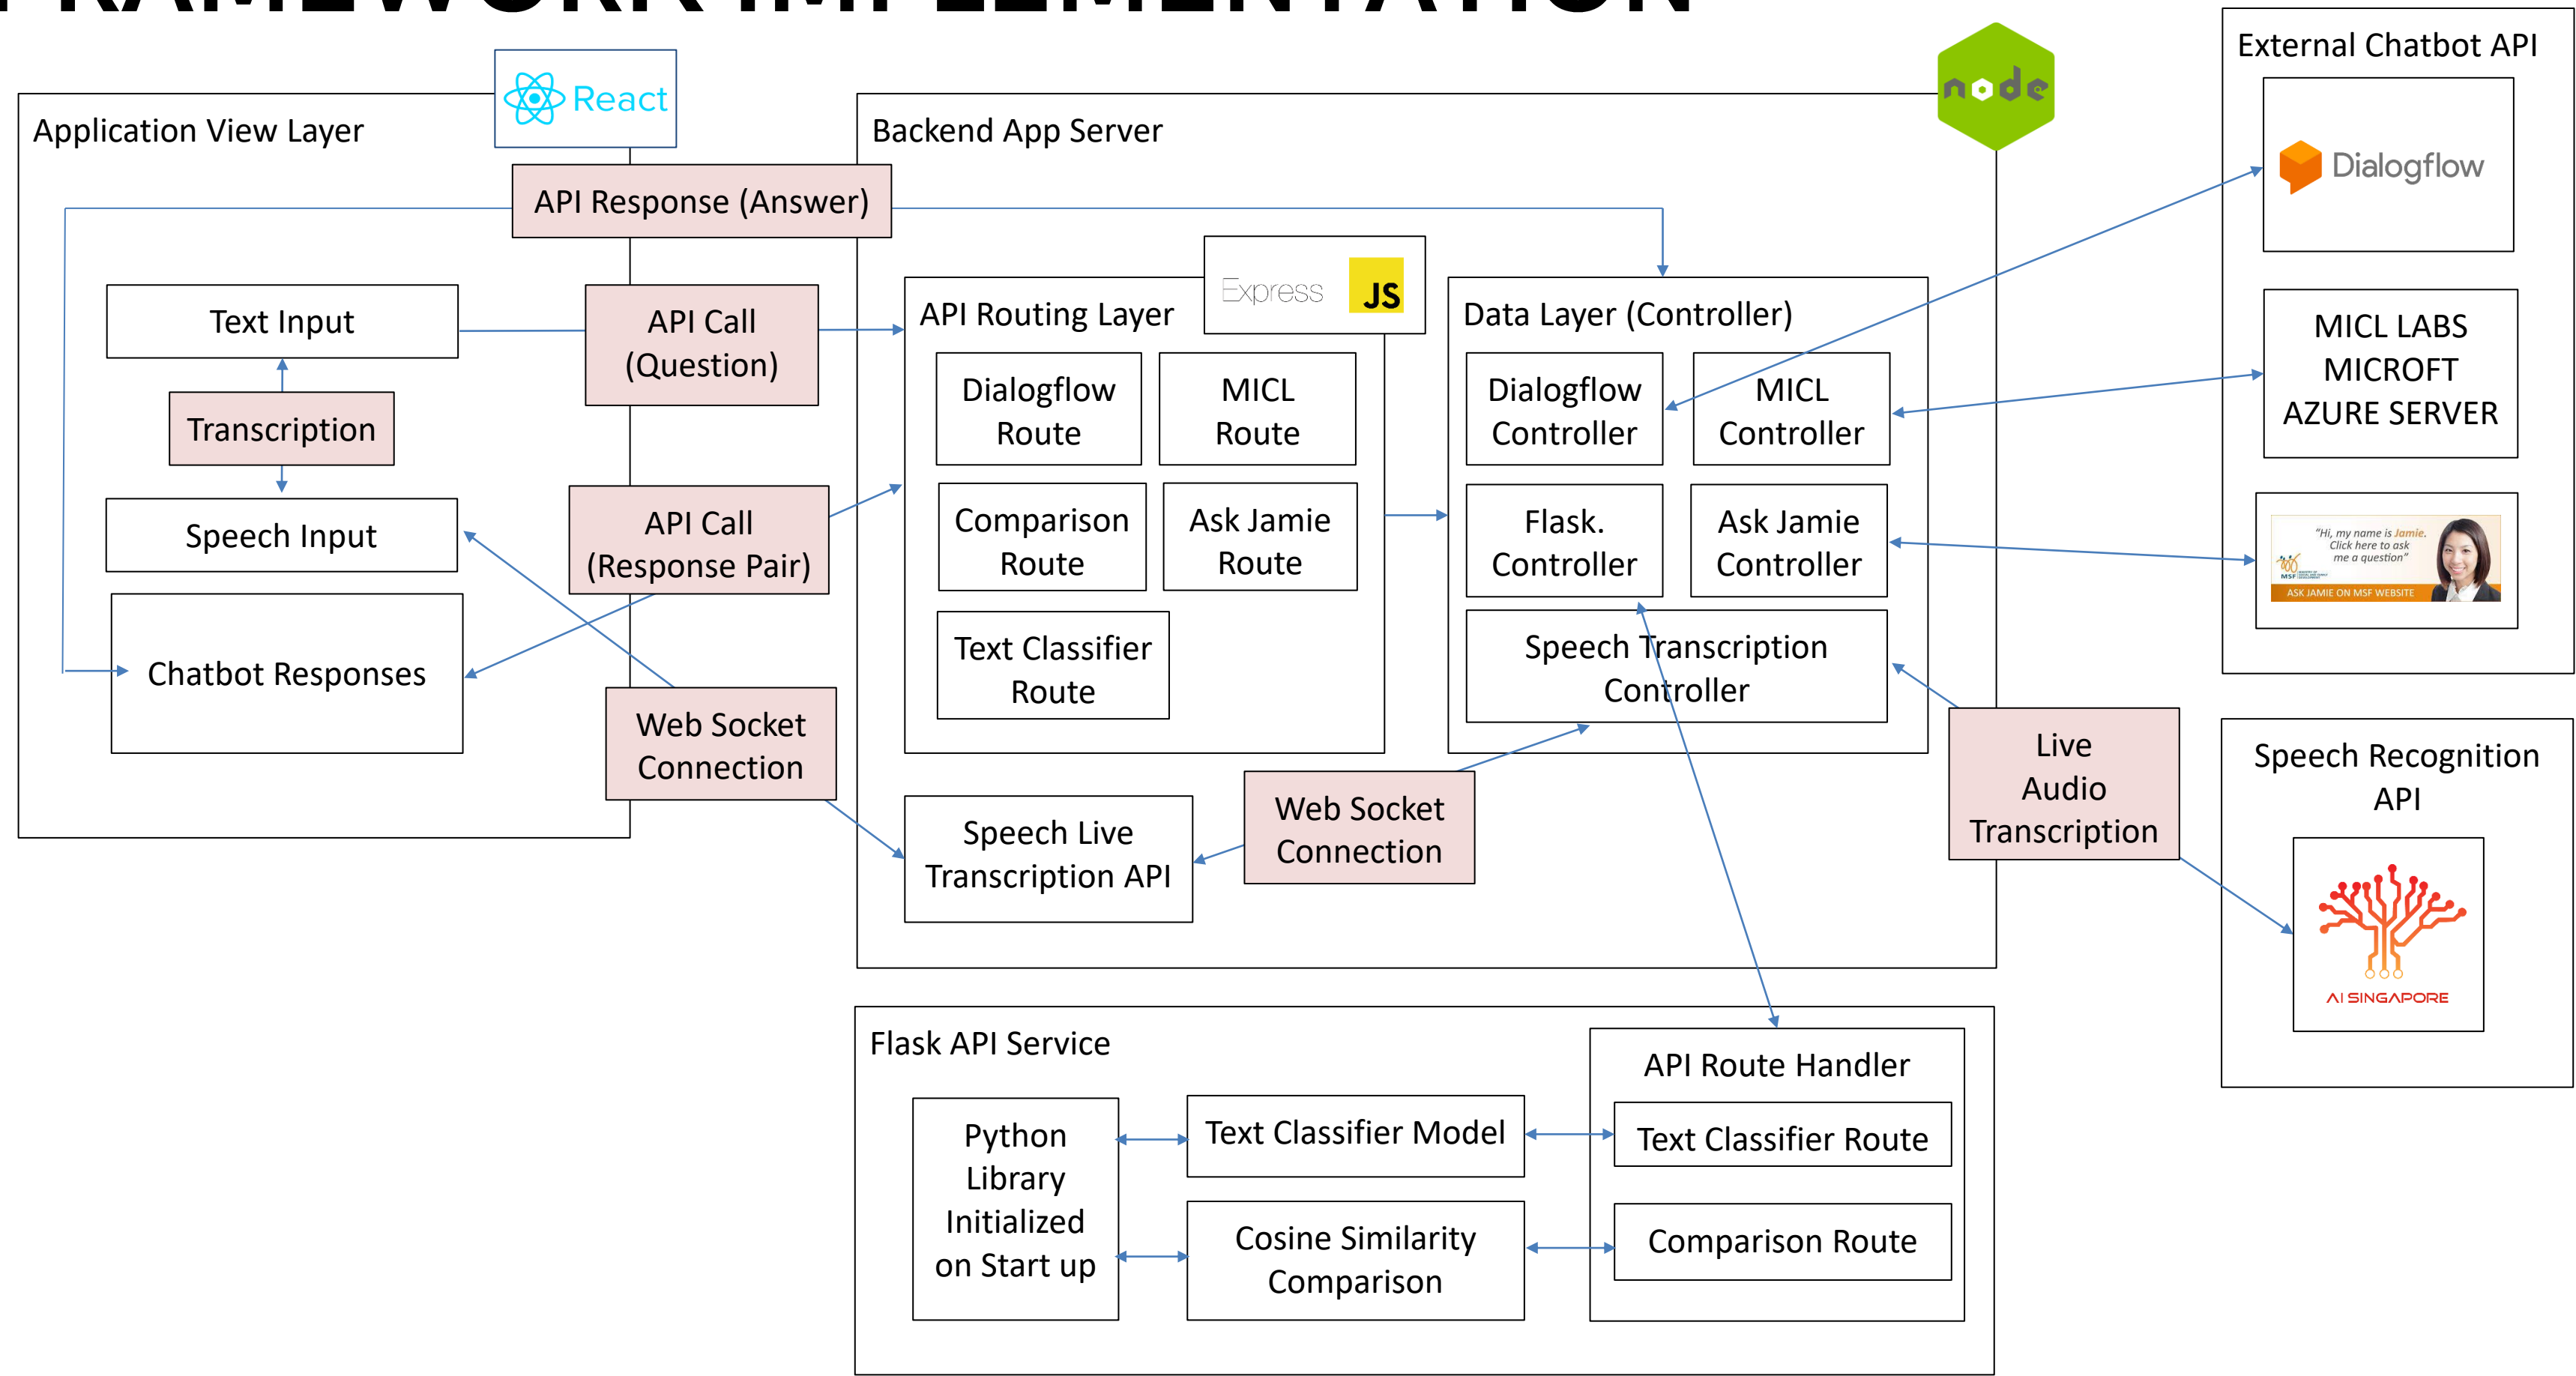 FRAMEWORK IMPLEMENTATION
React
Application View Layer
Text Input
Transcription
Speech Input
Chatbot Responses
API Response (Answer)
API Call
(Question)
API Call
(Response Pair)
Web Socket
Connection
node
Backend App Server
Express
JS
API Routing Layer
Dialogflow
Route
MICL
Route
Comparison
Route
Ask Jamie
Route
Text Classifier
Route
Data Layer (Controller)
Dialogflow
Controller
MICL
Controller
Flask.
Controller
Ask Jamie
Controller
Speech Transcription
Controller
Speech Live
Transcription API
Web Socket
Connection
Live
Audio
Transcription
External Chatbot API
Dialogflow
MICL LABS
MICROFT
AZURE SERVER
"Hi, my name is Jamie.
Click here to ask
me a question"
MSF
ASK JAMIE ON MSF WEBSITE
Speech Recognition
API
AI SINGAPORE
Flask API Service
Python
Library
Initialized
on Start up
Text Classifier Model
Cosine Similarity
Comparison
API Route Handler
Text Classifier Route
Comparison Route